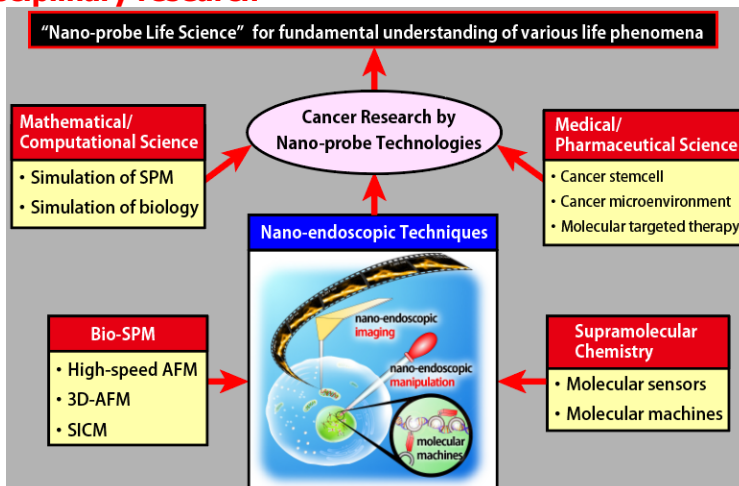 "Nano-probe Life Science" for fundamental understanding of various life phenomena
Cancer Research by
Nano-probe Technologies
Mathematical/
Computational Science
• Simulation of SPM
• Simulation of biology
Medical/
Pharmaceutical Science
• Cancer stemcell
• Cancer microenvironment
• Molecular targeted therapy
Nano-endoscopic Techniques
nano-endoscopic
imaging
nano-endoscopic
manipulation
molecular
machines
Bio-SPM
• High-speed AFM
• 3D-AFM
• SICM
Supramolecular
Chemistry
• Molecular sensors
• Molecular machines